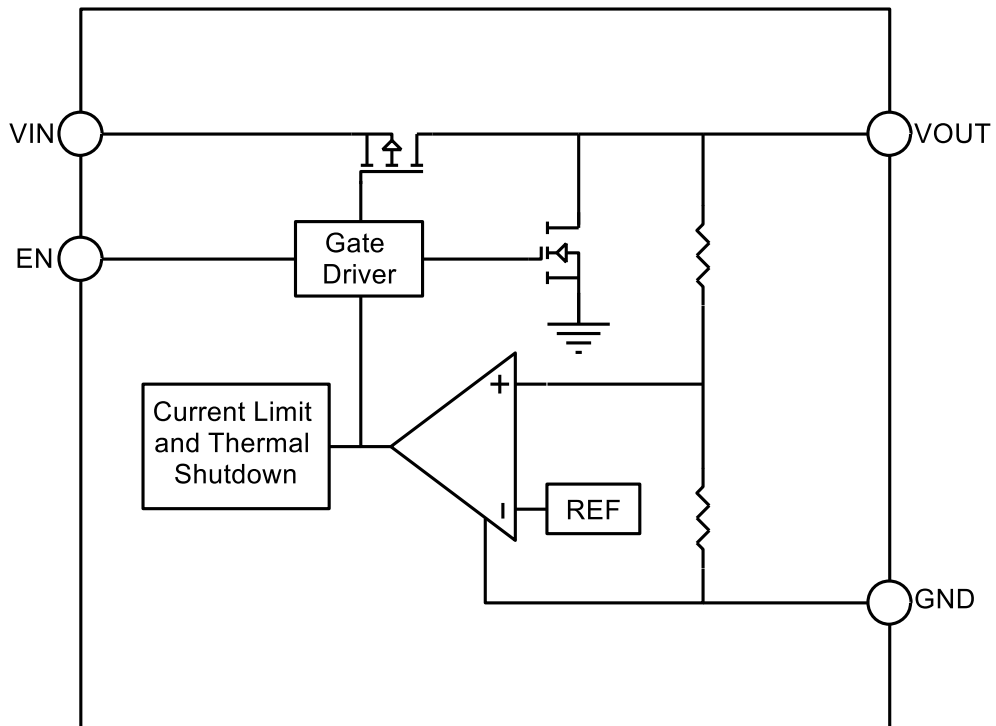 VIN
VOUT
EN
Gate
Driver
+
Current Limit
and Thermal
Shutdown
-
REF
GND